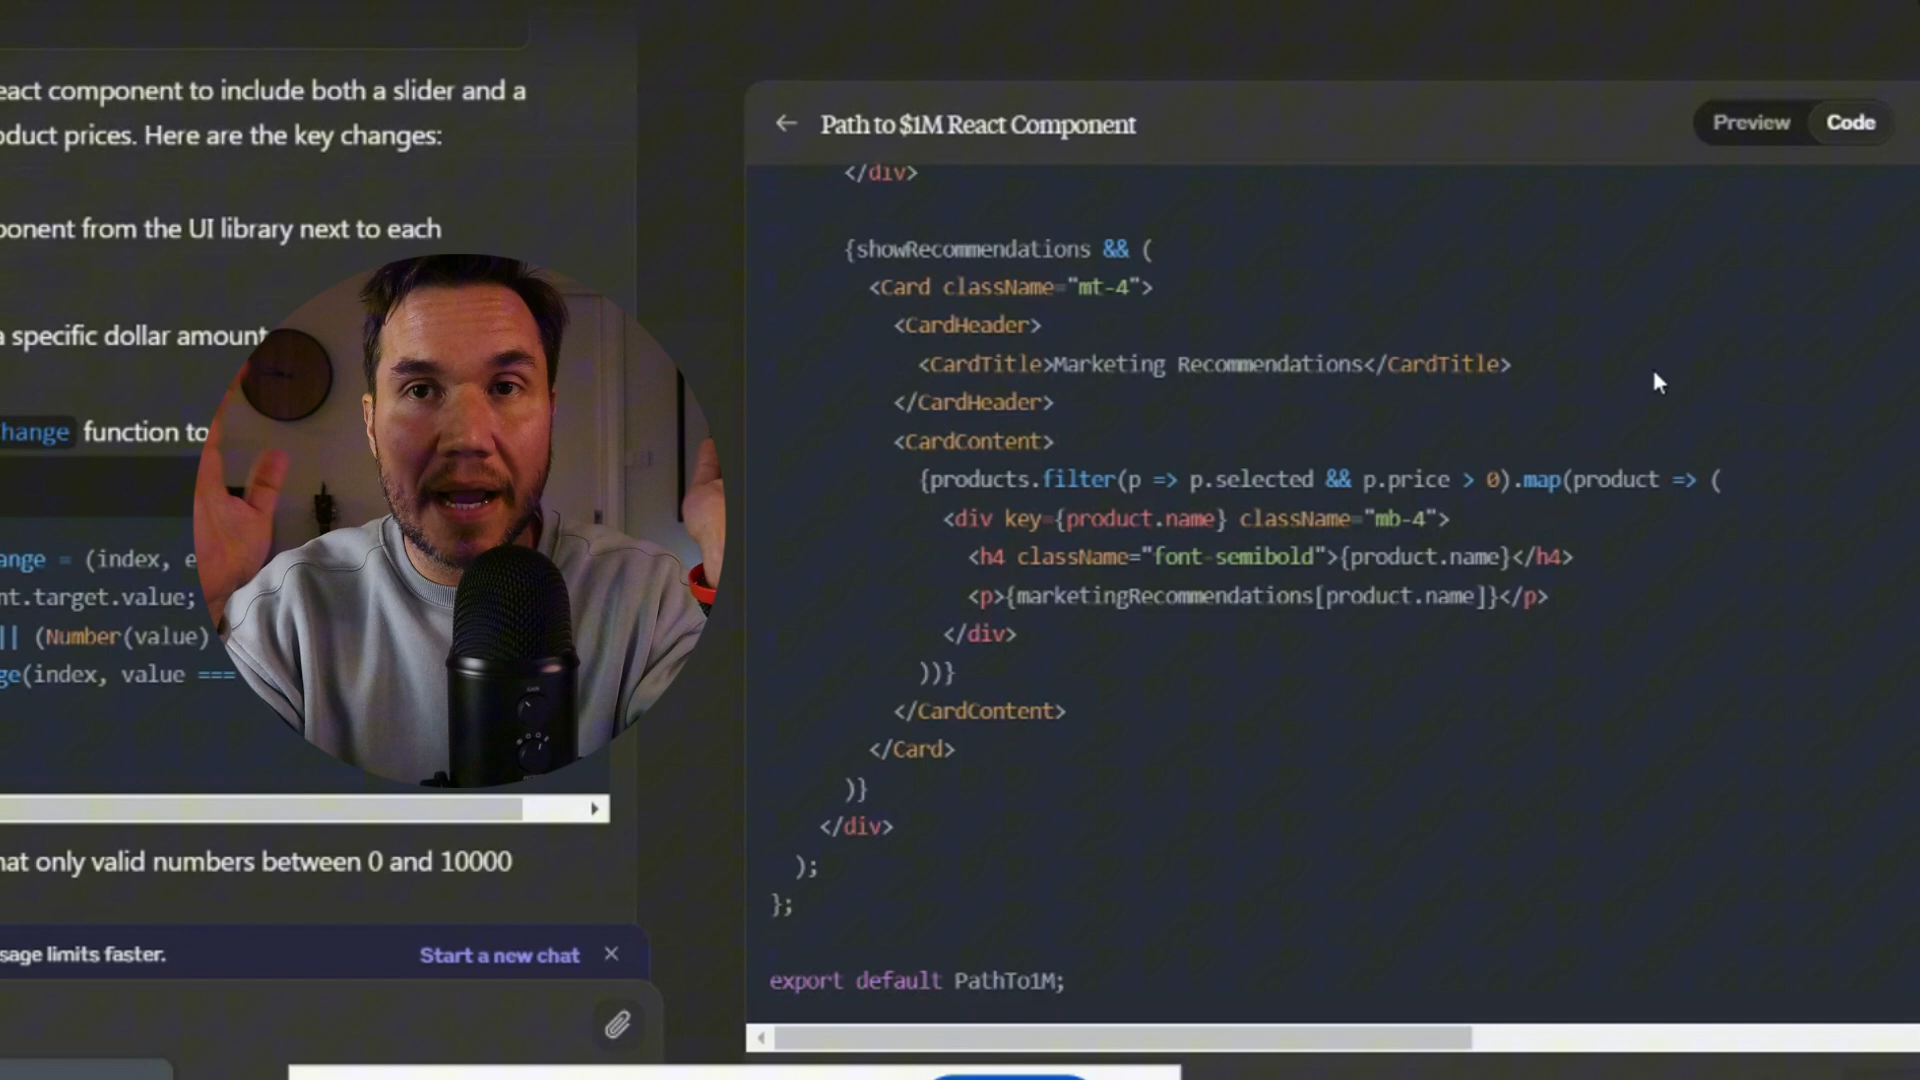 eact component to include both a slider and a
oduct prices. Here are the key changes:
ponent from the UI library next to each
a specific dollar amount
hange function to
ange = (index, e
nt.target.value;
|| (Number(value)
ge(index, value ===
hat only valid numbers between 0 and 10000
sage limits faster.
Start a new chat
Path to $1M React Component
Preview
Code
</div>
{showRecommendations && (
<Card className="mt-4">
<CardHeader>
<CardTitle>Marketing Recommendations</CardTitle>
</CardHeader>
<CardContent>
{products.filter(p => p.selected && p.price > 0).map(product => (
<div key={product.name} className="mb-4">
<h4 className="font-semibold">{product.name}</h4>
<p>{marketingRecommendations[product.name]}</p>
</div>
))}
</CardContent>
</Card>
)}
</div>
);
};
export default PathTo1M;